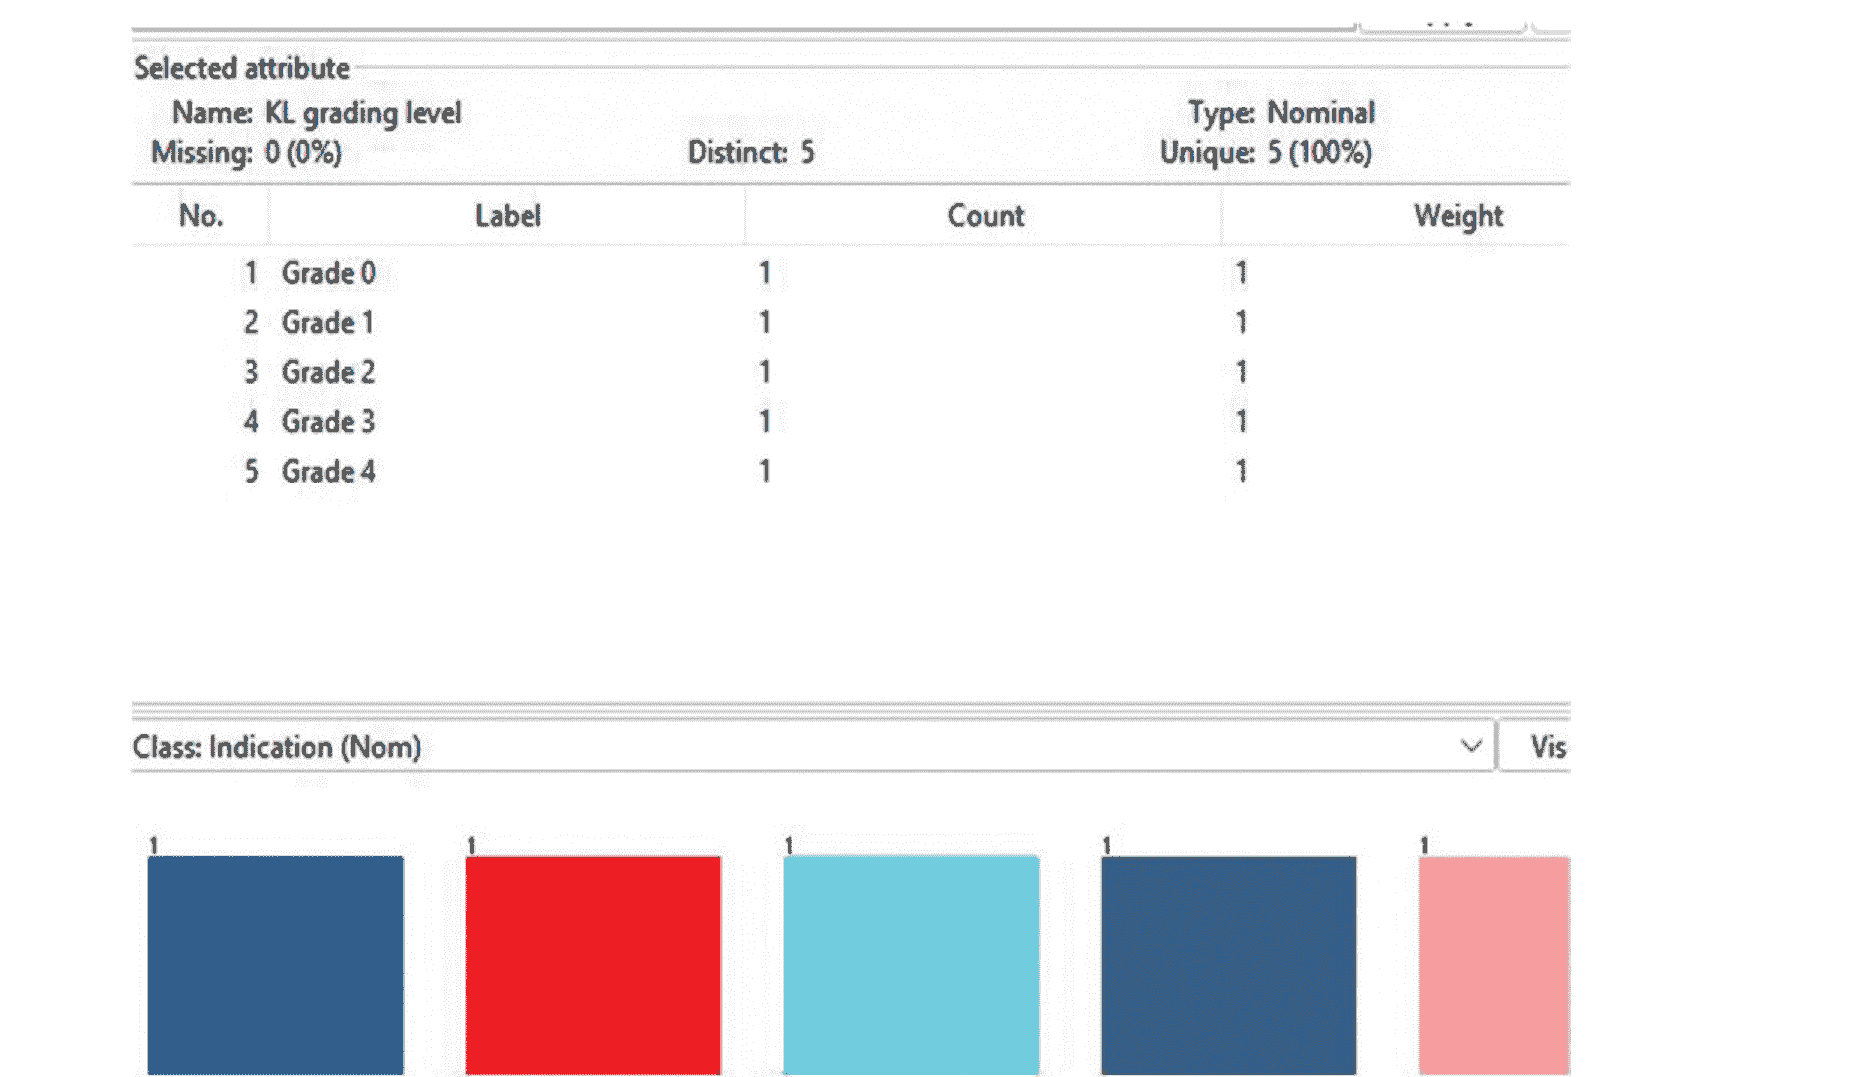 Selected attribute
Name: KL grading level Type: Nominal
Missing: 0 (0%) Distinct: 5 Unique: 5 (100%)
No. Label Count Weight
1 Grade 0 1 1
2 Grade 1 1 1
3 Grade 2 1 1
4 Grade 3 1 1
5 Grade 4 1 1
Class: Indication (Nom) Vis
1 1 1 1 1